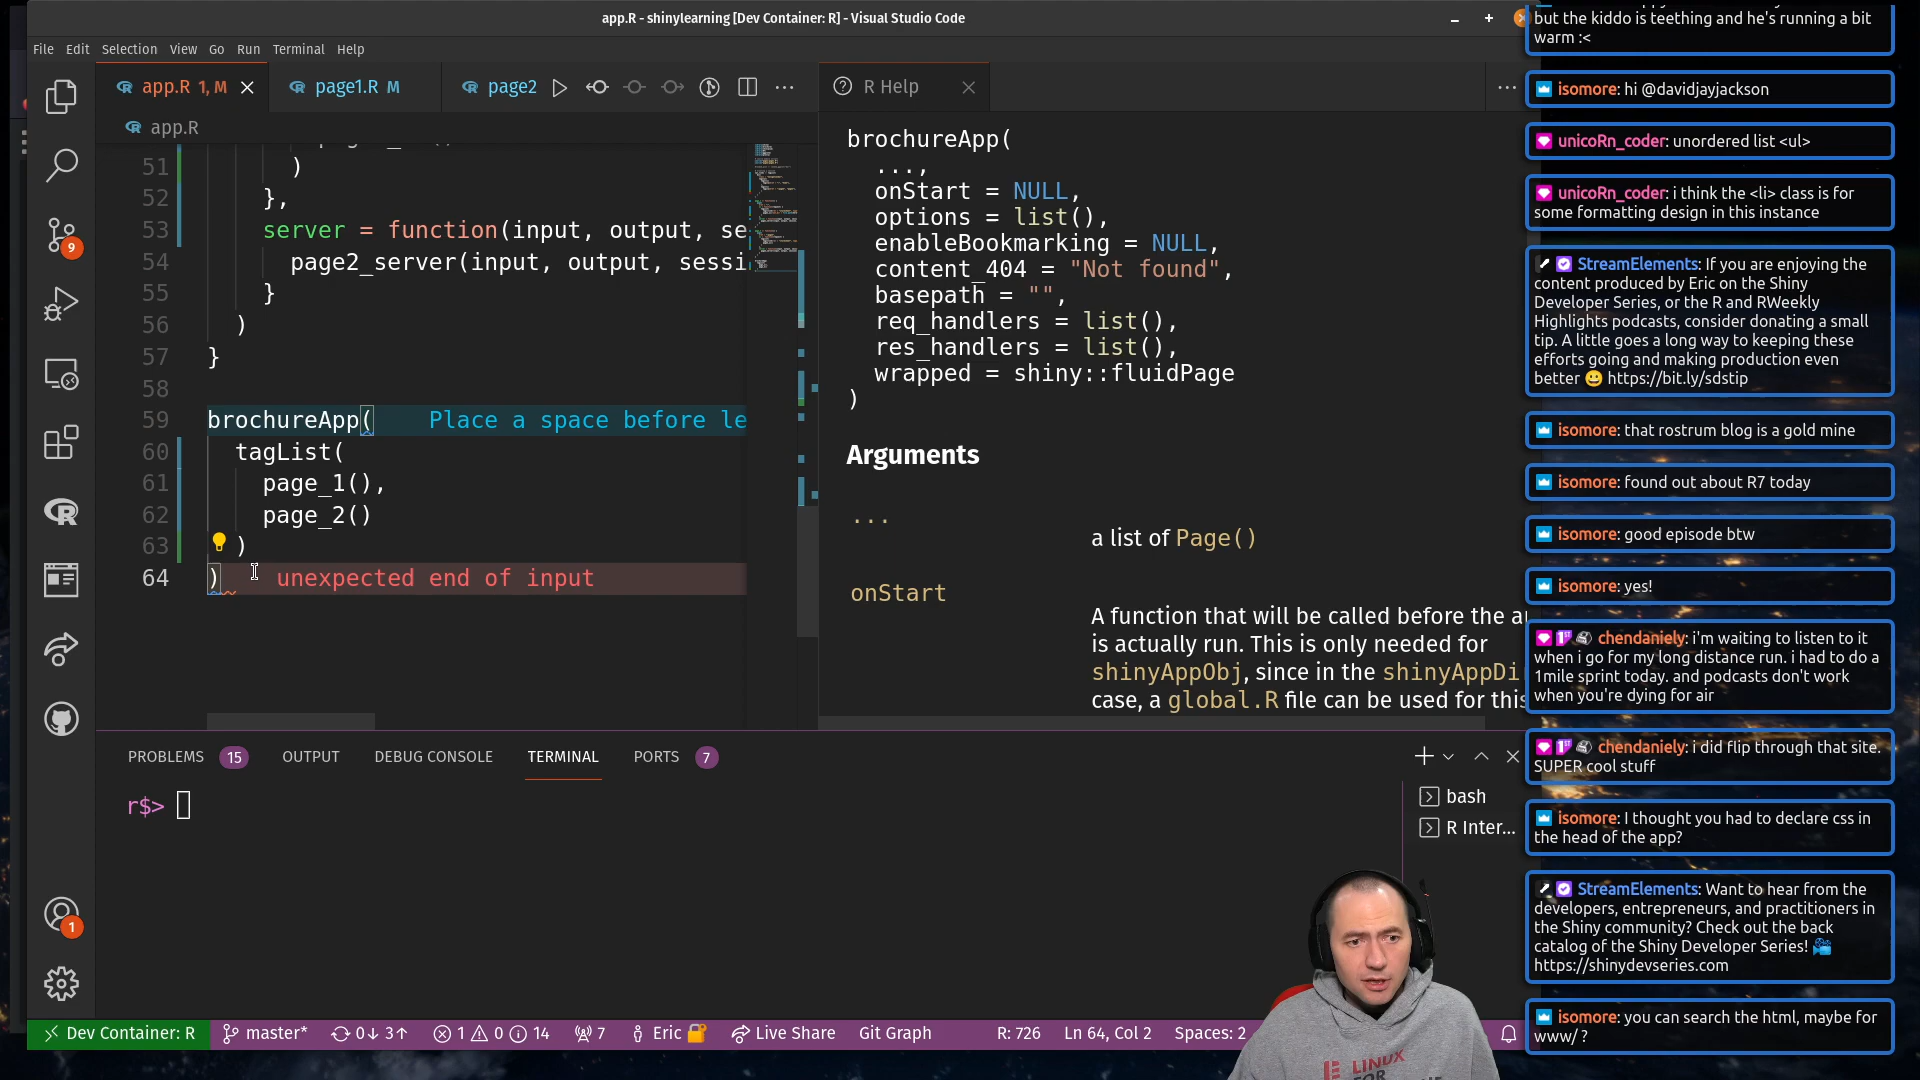 app.R - shinylearning [Dev Container: R] - Visual Studio Code
File Edit Selection View Go Run Terminal Help
app.R 1, M
page1.R M
page2
R Help
app.R
51 )
52 },
53 server = function(input, output, se
54 page2_server(input, output, sessi
55 }
56 )
57 }
58
59 brochureApp( Place a space before le
60 tagList(
61 page_1(),
62 page_2()
63 )
64 ) unexpected end of input
brochureApp(
...,
onStart = NULL,
options = list(),
enableBookmarking = NULL,
content_404 = "Not found",
basepath = "",
req_handlers = list(),
res_handlers = list(),
wrapped = shiny::fluidPage
)
Arguments
...
a list of Page()
onStart
A function that will be called before the a
is actually run. This is only needed for
shinyAppObj, since in the shinyAppDi
case, a global.R file can be used for this
PROBLEMS 15 OUTPUT DEBUG CONSOLE TERMINAL PORTS 7
r$>
bash
R Inter...
9
1
Dev Container: R master* 0↓ 3↑ 1 0 14 7 Eric Live Share Git Graph R: 726 Ln 64, Col 2 Spaces: 2
but the kiddo is teething and he's running a bit
warm :<
isomore: hi @davidjayjackson
unicoRn_coder: unordered list <ul>
unicoRn_coder: i think the <li> class is for
some formatting design in this instance
StreamElements: If you are enjoying the
content produced by Eric on the Shiny
Developer Series, or the R and RWeekly
Highlights podcasts, consider donating a small
tip. A little goes a long way to keeping these
efforts going and making production even
better 😀 https://bit.ly/sdstip
isomore: that rostrum blog is a gold mine
isomore: found out about R7 today
isomore: good episode btw
isomore: yes!
chendaniely: i'm waiting to listen to it
when i go for my long distance run. i had to do a
1mile sprint today. and podcasts don't work
when you're dying for air
chendaniely: i did flip through that site.
SUPER cool stuff
isomore: I thought you had to declare css in
the head of the app?
StreamElements: Want to hear from the
developers, entrepreneurs, and practitioners in
the Shiny community? Check out the back
catalog of the Shiny Developer Series!
https://shinydevseries.com
isomore: you can search the html, maybe for
www/ ?
LINUX
FOR